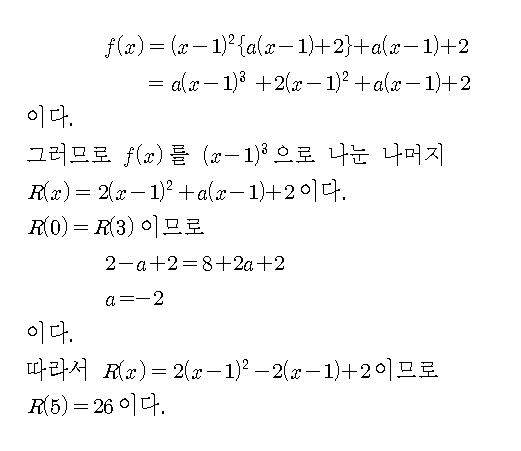 f(x)=(x-1)²{a(x-1)+2}+a(x-1)+2
=a(x-1)³+2(x-1)²+a(x-1)+2
이다.
그러므로 f(x)를 (x-1)³으로 나눈 나머지
R(x)=2(x-1)²+a(x-1)+2이다.
R(0)=R(3)이므로
2-a+2=8+2a+2
a=-2
이다.
따라서 R(x)=2(x-1)²-2(x-1)+2이므로
R(5)=26이다.